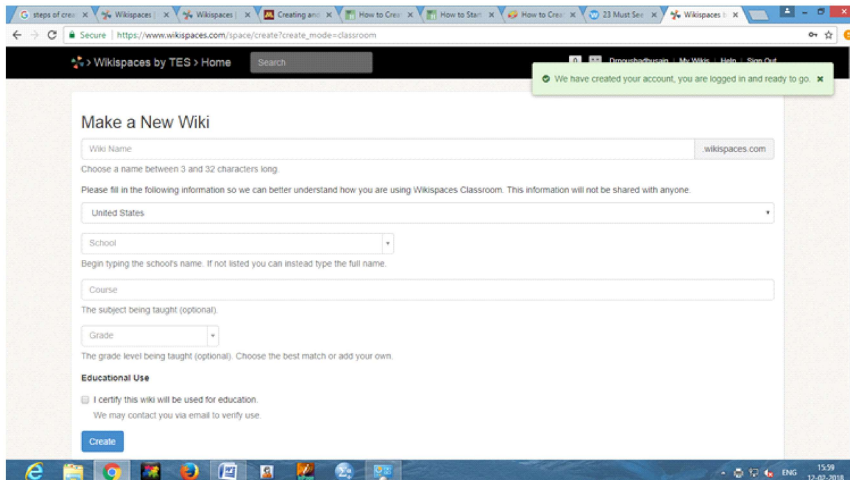 steps of crea
Wikispaces |
Wikispaces |
Creating and
How to Crea
How to Start
How to Crea
23 Must See
Wikispaces b
Secure | https://www.wikispaces.com/space/create?create_mode=classroom
> Wikispaces by TES > Home
Search
0
Drnoushadhusain My Wikis Help Sign Out
We have created your account, you are logged in and ready to go. ×
Make a New Wiki
Wiki Name
.wikispaces.com
Choose a name between 3 and 32 characters long.
Please fill in the following information so we can better understand how you are using Wikispaces Classroom. This information will not be shared with anyone.
United States
School
Begin typing the school's name. If not listed you can instead type the full name.
Course
The subject being taught (optional).
Grade
The grade level being taught (optional). Choose the best match or add your own.
Educational Use
I certify this wiki will be used for education.
We may contact you via email to verify use.
Create
ENG
15:59
12-02-2018